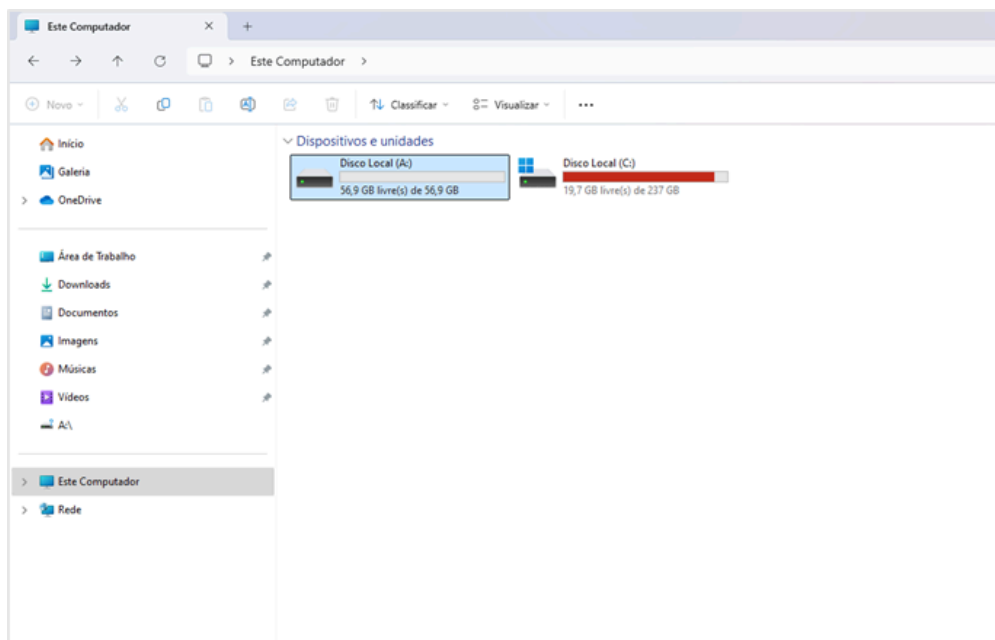 Este Computador
Este Computador
Novo
Classificar
Visualizar
Início
Galeria
OneDrive
Área de Trabalho
Downloads
Documentos
Imagens
Músicas
Vídeos
A:\
Este Computador
Rede
Dispositivos e unidades
Disco Local (A:)
56,9 GB livre(s) de 56,9 GB
Disco Local (C:)
19,7 GB livre(s) de 237 GB